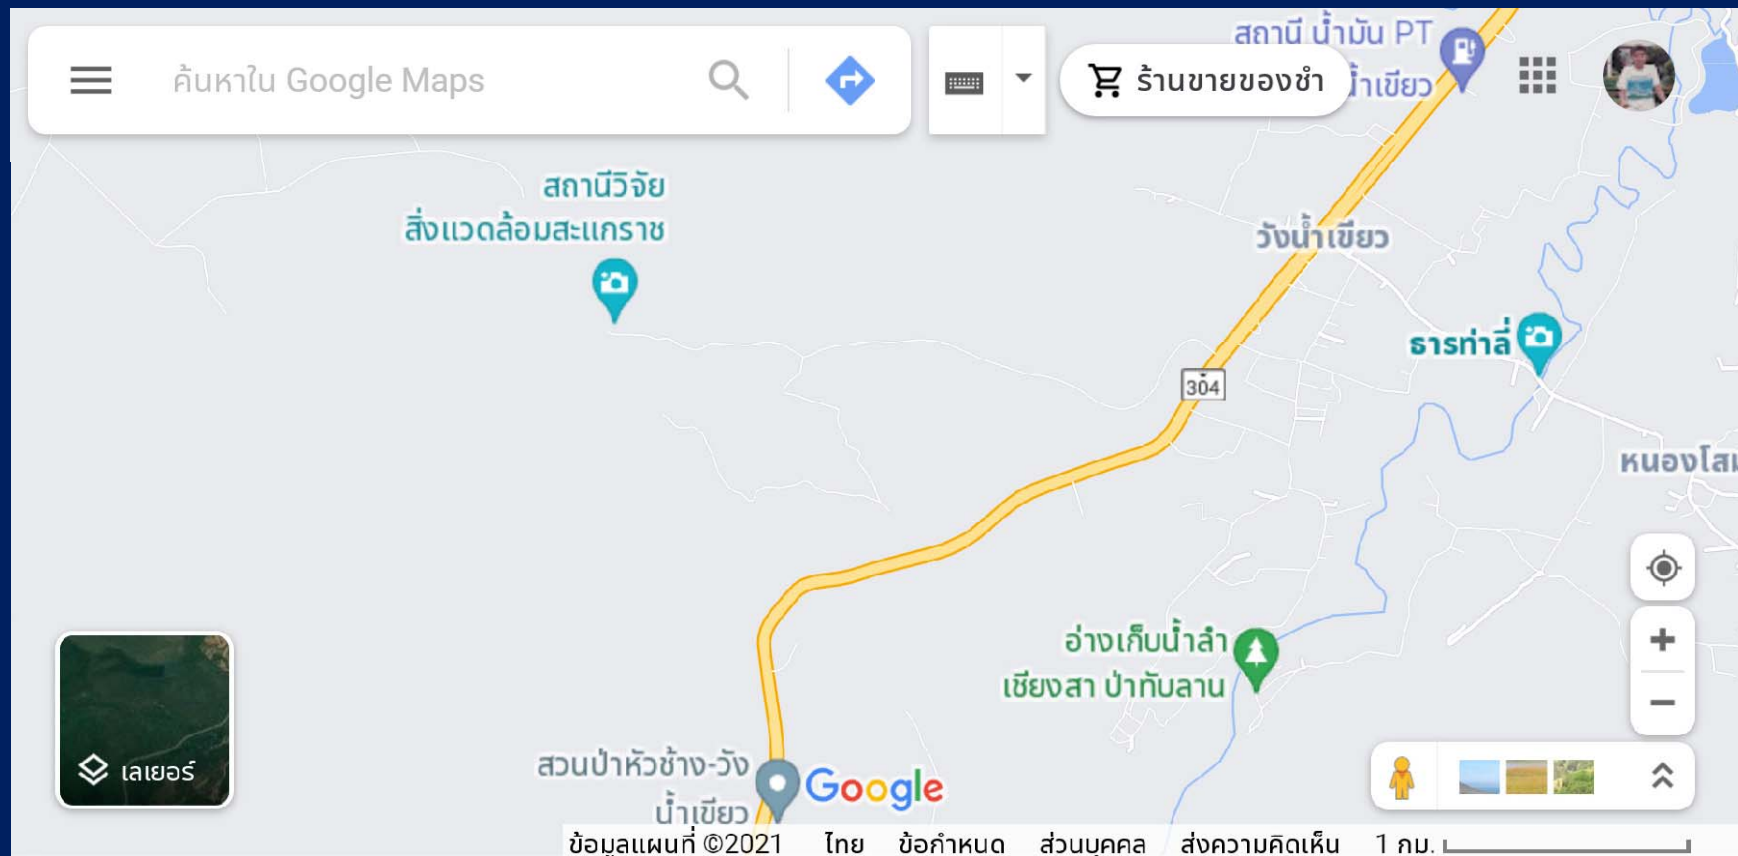 ค้นหาใน Google Maps
ร้านขายของชำ
สถานี น้ำมัน PT
น้ำเขียว
สถานีวิจัย
สิ่งแวดล้อมสะแกราช
วังน้ำเขียว
ธารท่าลี่
304
หนองโสม
อ่างเก็บน้ำลำ
เชียงสา ป่าทับลาน
สวนป่าหัวช้าง-วัง
น้ำเขียว
Google
เลเยอร์
ข้อมูลแผนที่ ©2021 ไทย ข้อกำหนด ส่วนบุคคล ส่งความคิดเห็น 1 กม.